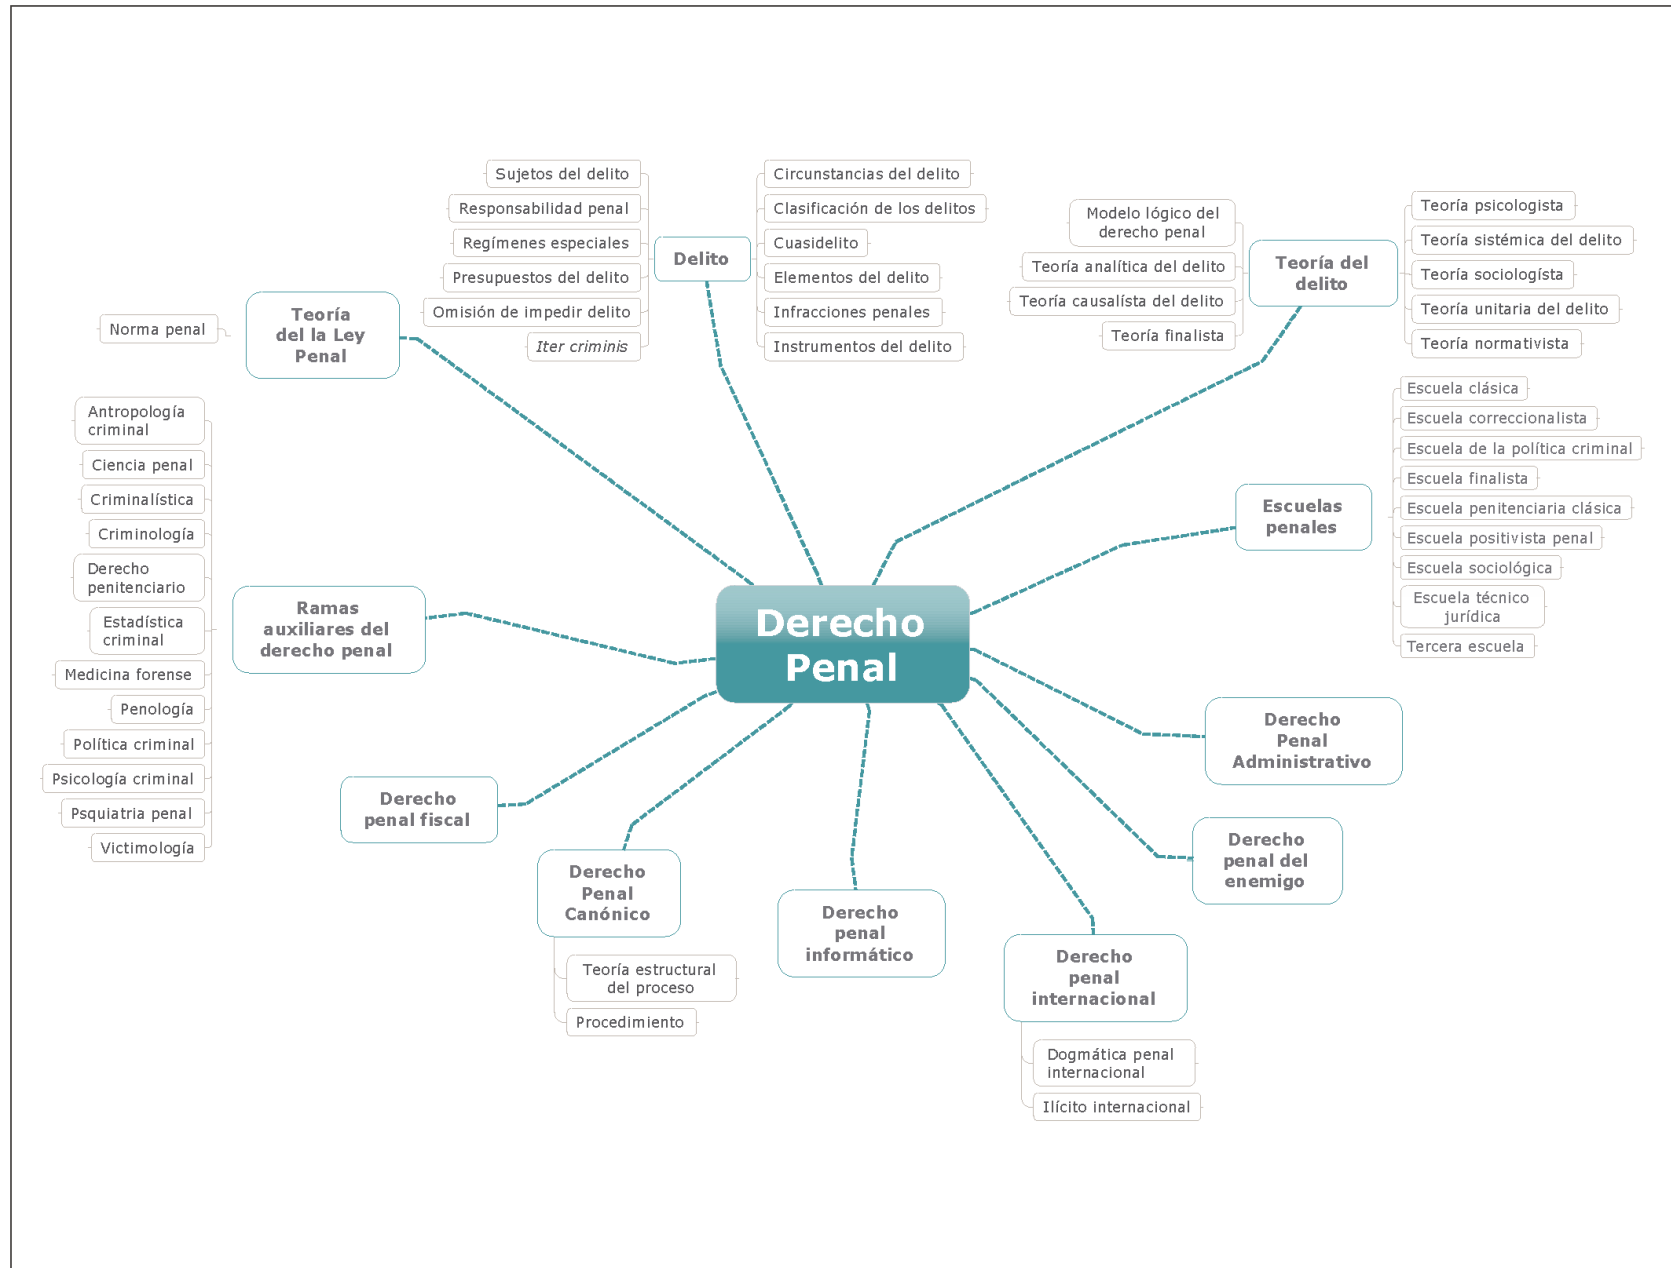 Derecho
Penal
Teoría
del la Ley
Penal
Norma penal
Delito
Sujetos del delito
Responsabilidad penal
Regímenes especiales
Presupuestos del delito
Omisión de impedir delito
Iter criminis
Circunstancias del delito
Clasificación de los delitos
Cuasidelito
Elementos del delito
Infracciones penales
Instrumentos del delito
Teoría del
delito
Modelo lógico del
derecho penal
Teoría analítica del delito
Teoría causalísta del delito
Teoría finalista
Teoría psicologista
Teoría sistémica del delito
Teoría sociologísta
Teoría unitaria del delito
Teoría normativista
Escuelas
penales
Escuela clásica
Escuela correccionalista
Escuela de la política criminal
Escuela finalista
Escuela penitenciaria clásica
Escuela positivista penal
Escuela sociológica
Escuela técnico
jurídica
Tercera escuela
Ramas
auxiliares del
derecho penal
Antropología
criminal
Ciencia penal
Criminalística
Criminología
Derecho
penitenciario
Estadística
criminal
Medicina forense
Penología
Política criminal
Psicología criminal
Psquiatria penal
Victimología
Derecho
Penal
Administrativo
Derecho
penal del
enemigo
Derecho
penal fiscal
Derecho
Penal
Canónico
Teoría estructural
del proceso
Procedimiento
Derecho
penal
informático
Derecho
penal
internacional
Dogmática penal
internacional
Ilícito internacional